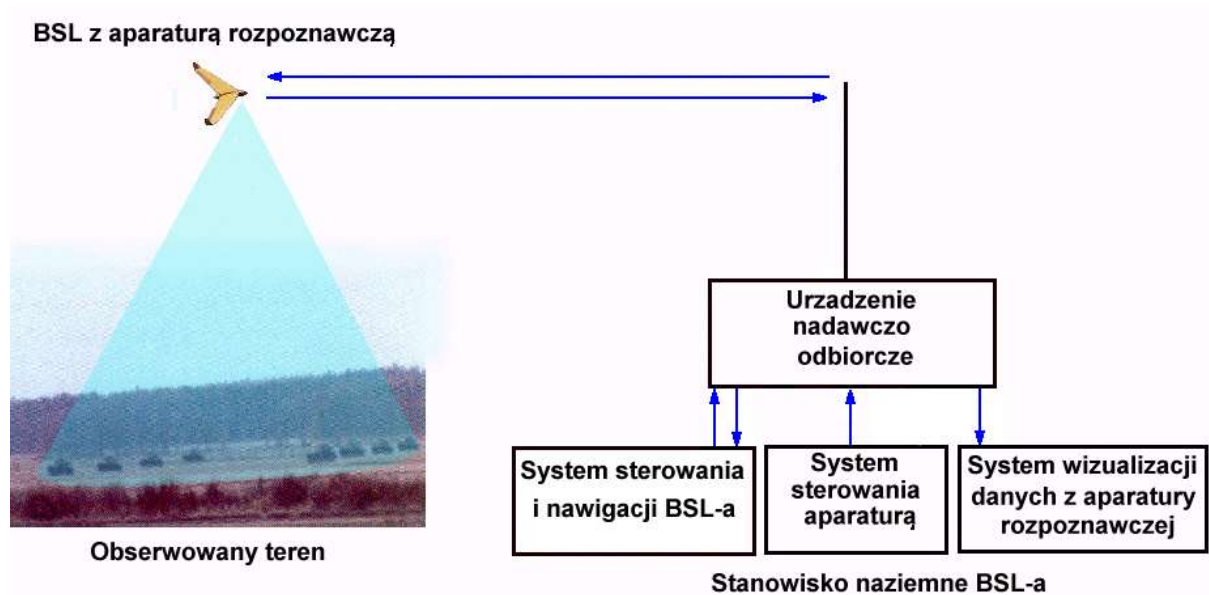 BSL z aparaturą rozpoznawczą
Urzadzenie
nadawczo
odbiorcze
System sterowania
i nawigacji BSL-a
System
sterowania
aparaturą
System wizualizacji
danych z aparatury
rozpoznawczej
Obserwowany teren
Stanowisko naziemne BSL-a